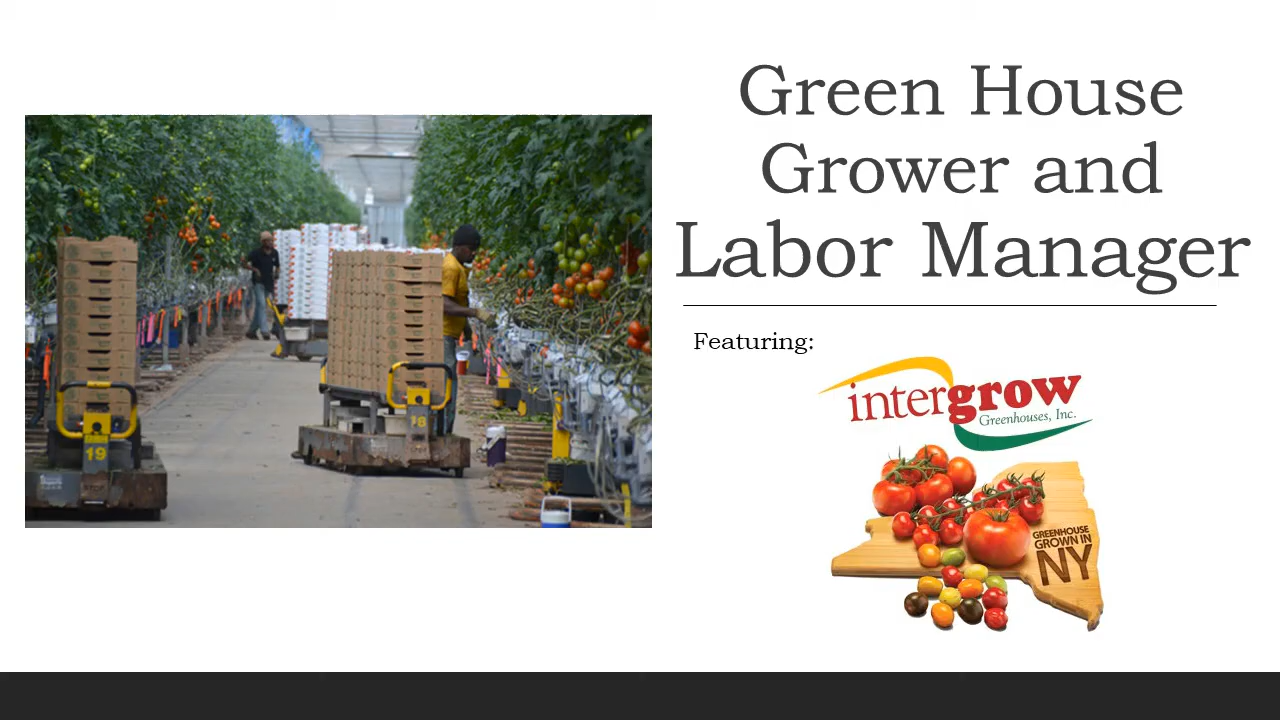 Green House
Grower and
Labor Manager
Featuring:
intergrow
Greenhouses, Inc.
GREENHOUSE
GROWN IN
NY
19
18